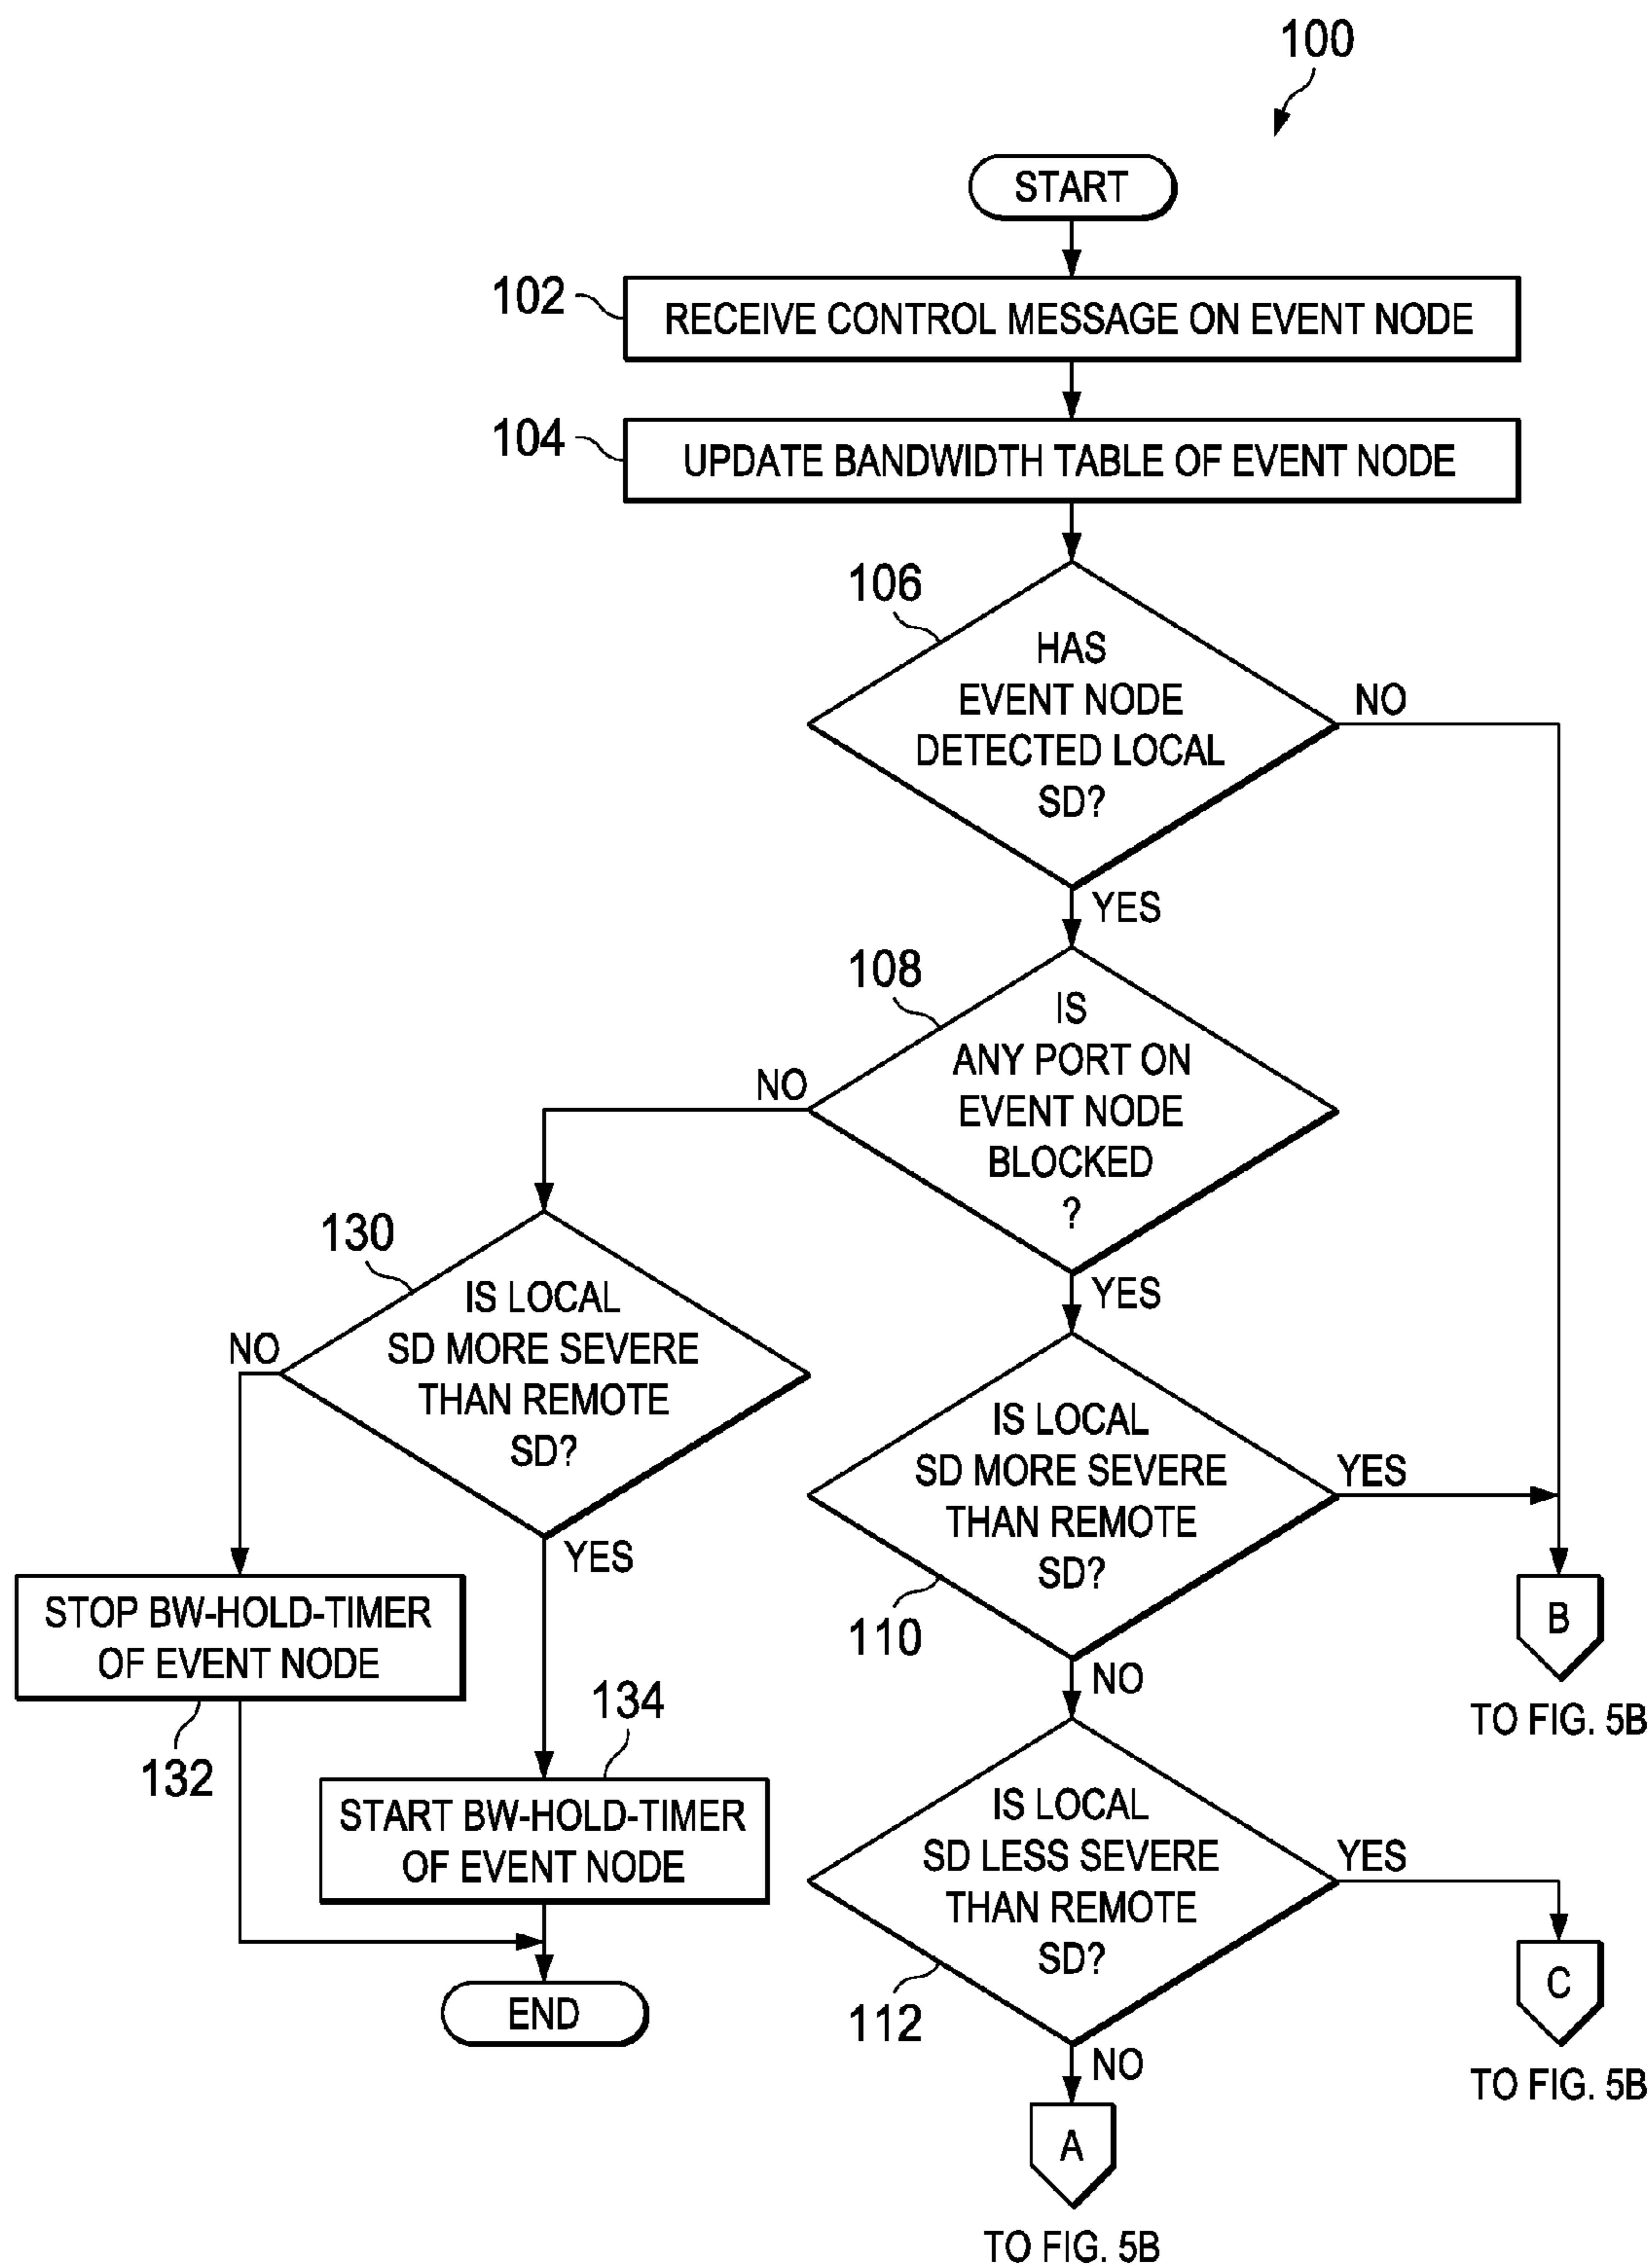 100
START
102
RECEIVE CONTROL MESSAGE ON EVENT NODE
104
UPDATE BANDWIDTH TABLE OF EVENT NODE
106
HAS
EVENT NODE
DETECTED LOCAL
SD?
NO
YES
108
IS
ANY PORT ON
EVENT NODE
BLOCKED
?
NO
YES
130
IS LOCAL
SD MORE SEVERE
THAN REMOTE
SD?
NO
YES
IS LOCAL
SD MORE SEVERE
THAN REMOTE
SD?
YES
110
NO
B
TO FIG. 5B
STOP BW-HOLD-TIMER
OF EVENT NODE
132
134
START BW-HOLD-TIMER
OF EVENT NODE
END
IS LOCAL
SD LESS SEVERE
THAN REMOTE
SD?
YES
112
NO
C
TO FIG. 5B
A
TO FIG. 5B